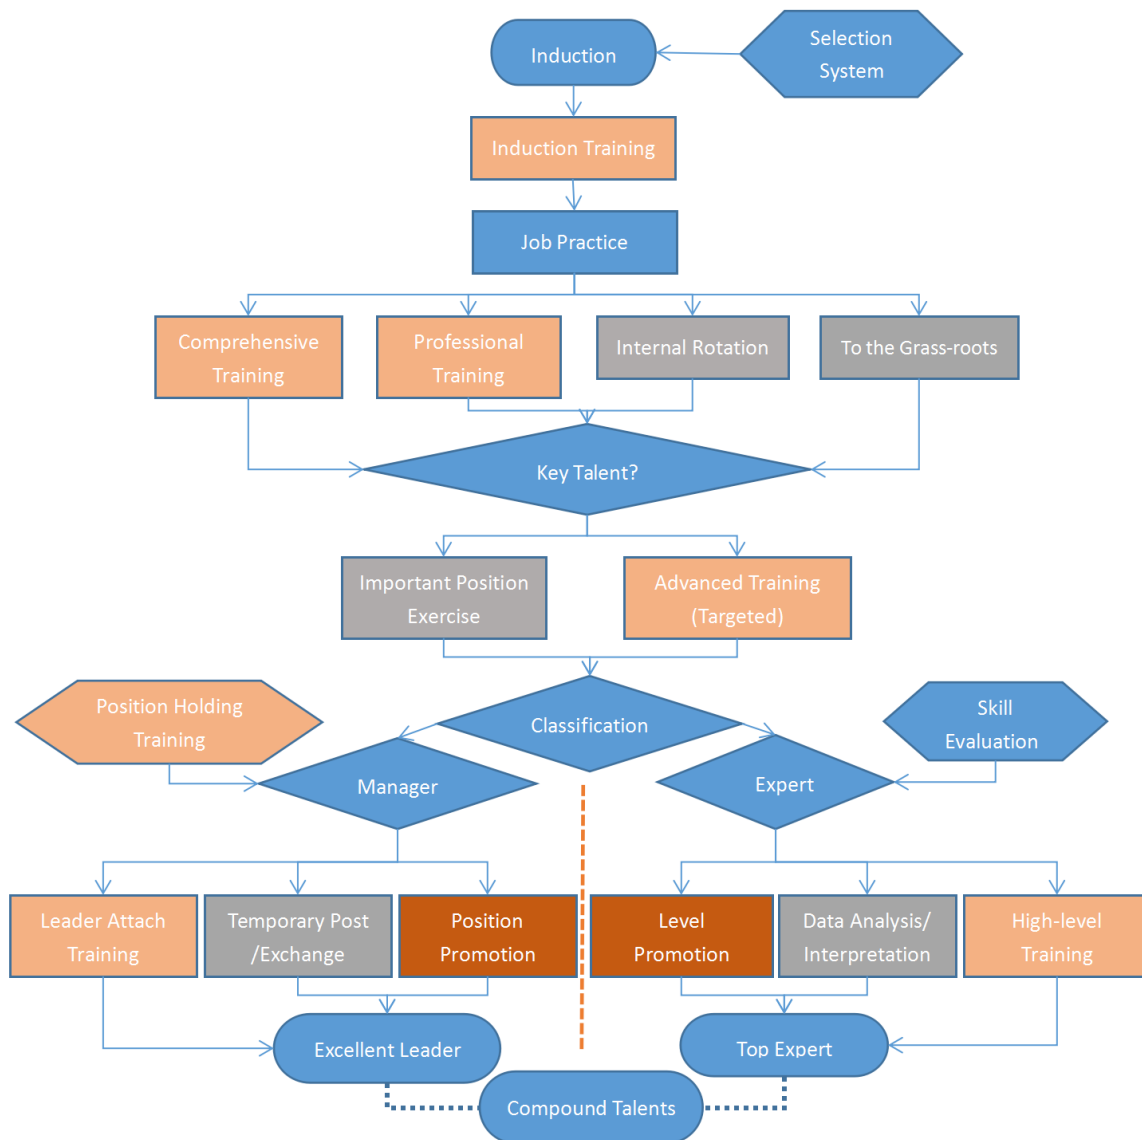 Induction
Selection
System
Induction Training
Job Practice
Comprehensive
Training
Professional
Training
Internal Rotation
To the Grass-roots
Key Talent?
Important Position
Exercise
Advanced Training
(Targeted)
Position Holding
Training
Classification
Skill
Evaluation
Manager
Expert
Leader Attach
Training
Temporary Post
/Exchange
Position
Promotion
Level
Promotion
Data Analysis/
Interpretation
High-level
Training
Excellent Leader
Top Expert
Compound Talents